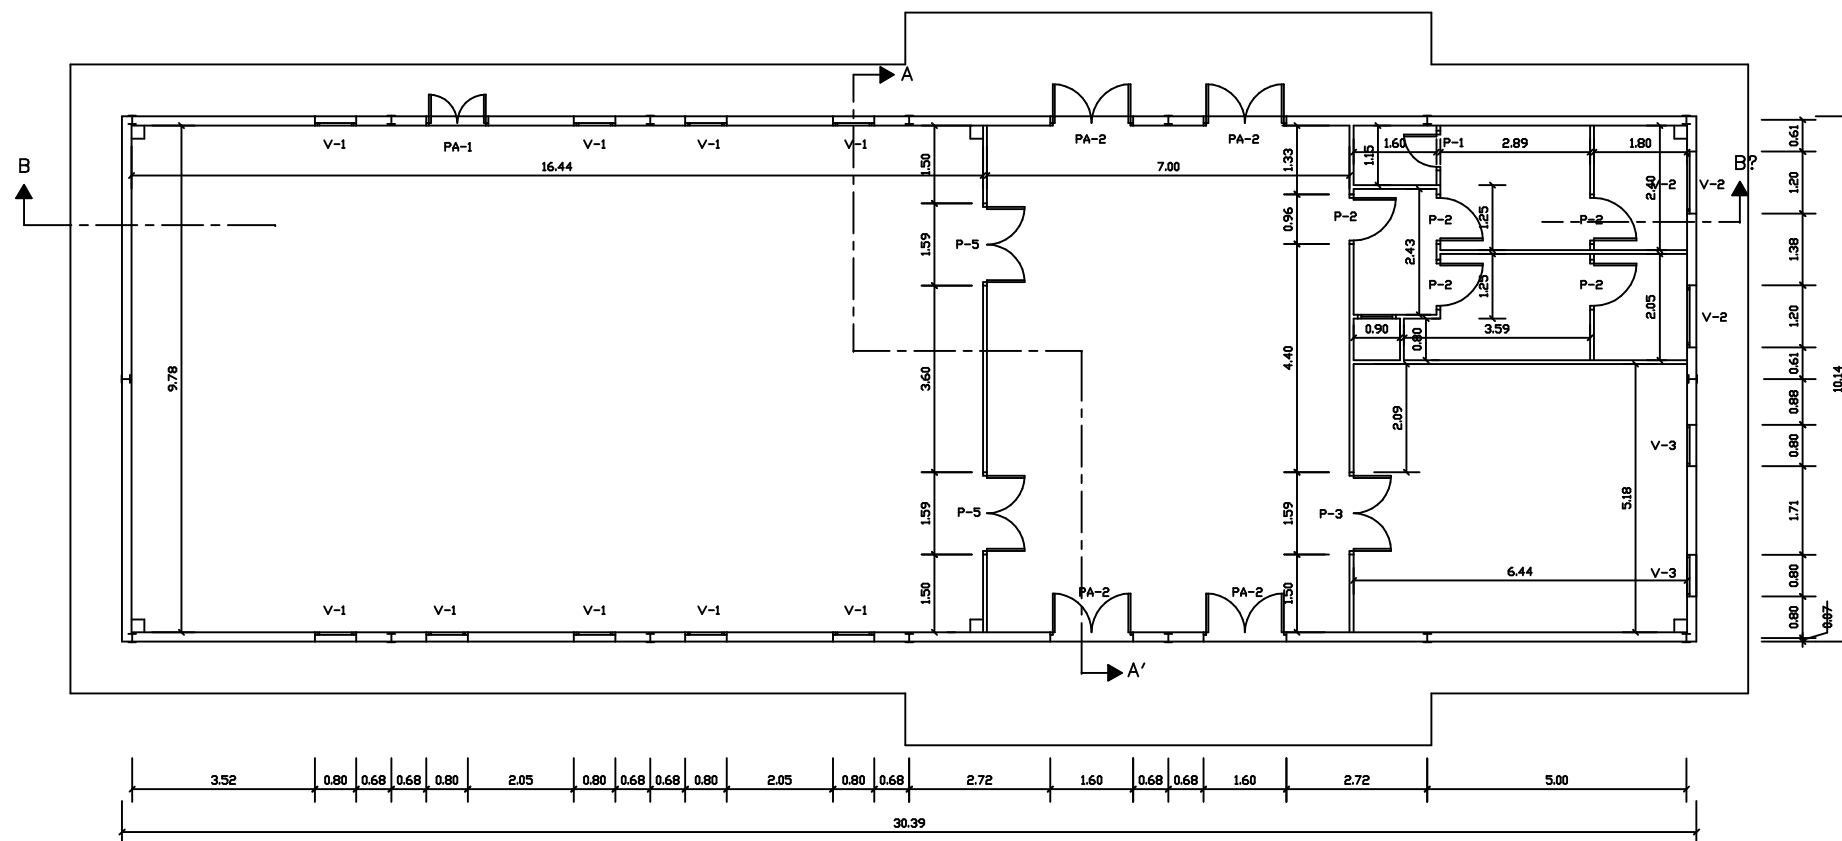 A
B
V-1
PA-1
V-1
V-1
V-1
PA-2
PA-2
1.60
P-1
2.89
1.80
0.61
16.44
1.50
7.00
1.33
1.15
B?
V-2
V-2
2.40
1.20
P-5
1.59
0.96
P-2
P-2
1.25
P-2
2.43
1.38
P-2
1.25
P-2
2.05
1.20
V-2
0.90
0.80
3.59
9.78
3.60
4.40
0.61
10.14
0.88
2.09
V-3
0.80
P-5
1.59
1.59
P-3
5.18
1.71
6.44
V-3
0.80
1.50
PA-2
PA-2
1.50
0.80
0.07
V-1
V-1
V-1
V-1
V-1
A'
3.52
0.80
0.68
0.68
0.80
2.05
0.80
0.68
0.68
0.80
2.05
0.80
0.68
2.72
1.60
0.68
0.68
1.60
2.72
5.00
30.39